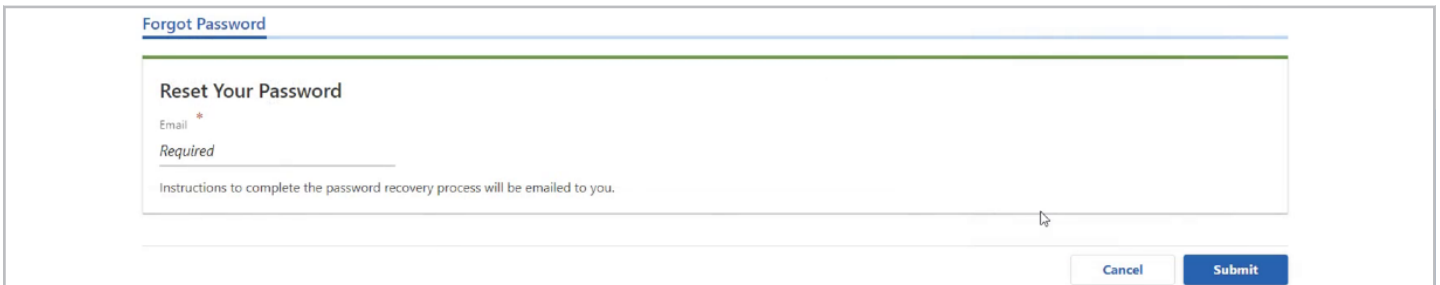 Forgot Password
Reset Your Password
Email *
Required
Instructions to complete the password recovery process will be emailed to you.
Cancel Submit